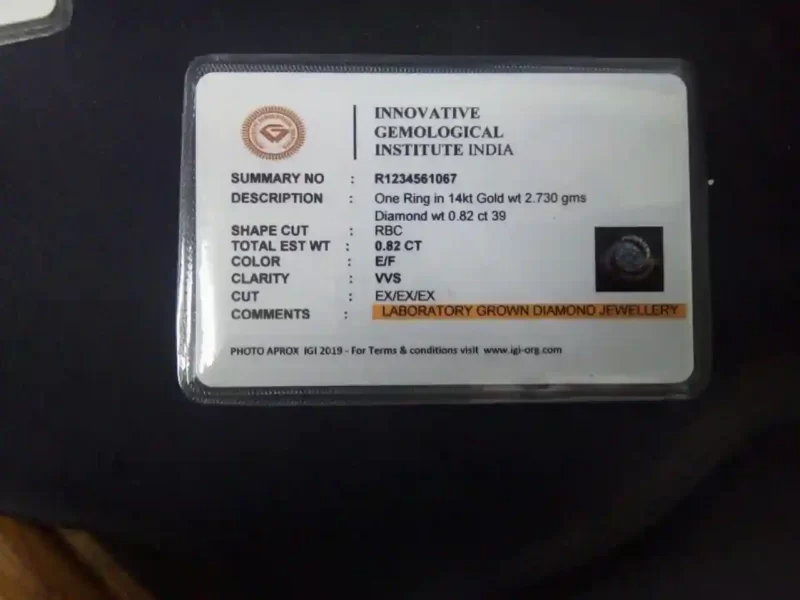 INNOVATIVE
GEMOLOGICAL
INSTITUTE INDIA
SUMMARY NO : R1234561067
DESCRIPTION : One Ring in 14kt Gold wt 2.730 gms
Diamond wt 0.82 ct 39
SHAPE CUT : RBC
TOTAL EST WT : 0.82 CT
COLOR : E/F
CLARITY : VVS
CUT : EX/EX/EX
COMMENTS : LABORATORY GROWN DIAMOND JEWELLERY
PHOTO APROX IGI 2019 - For Terms & conditions visit www.igi-org.com